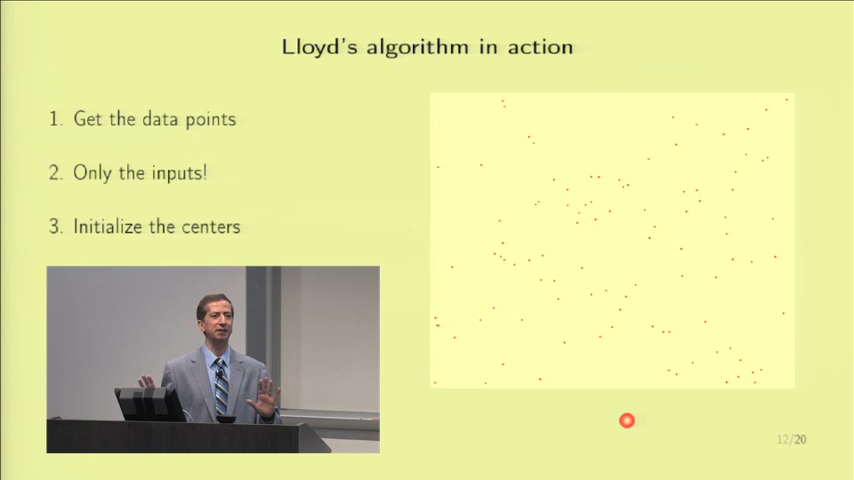 Lloyd's algorithm in action
1. Get the data points
2. Only the inputs!
3. Initialize the centers
12/20